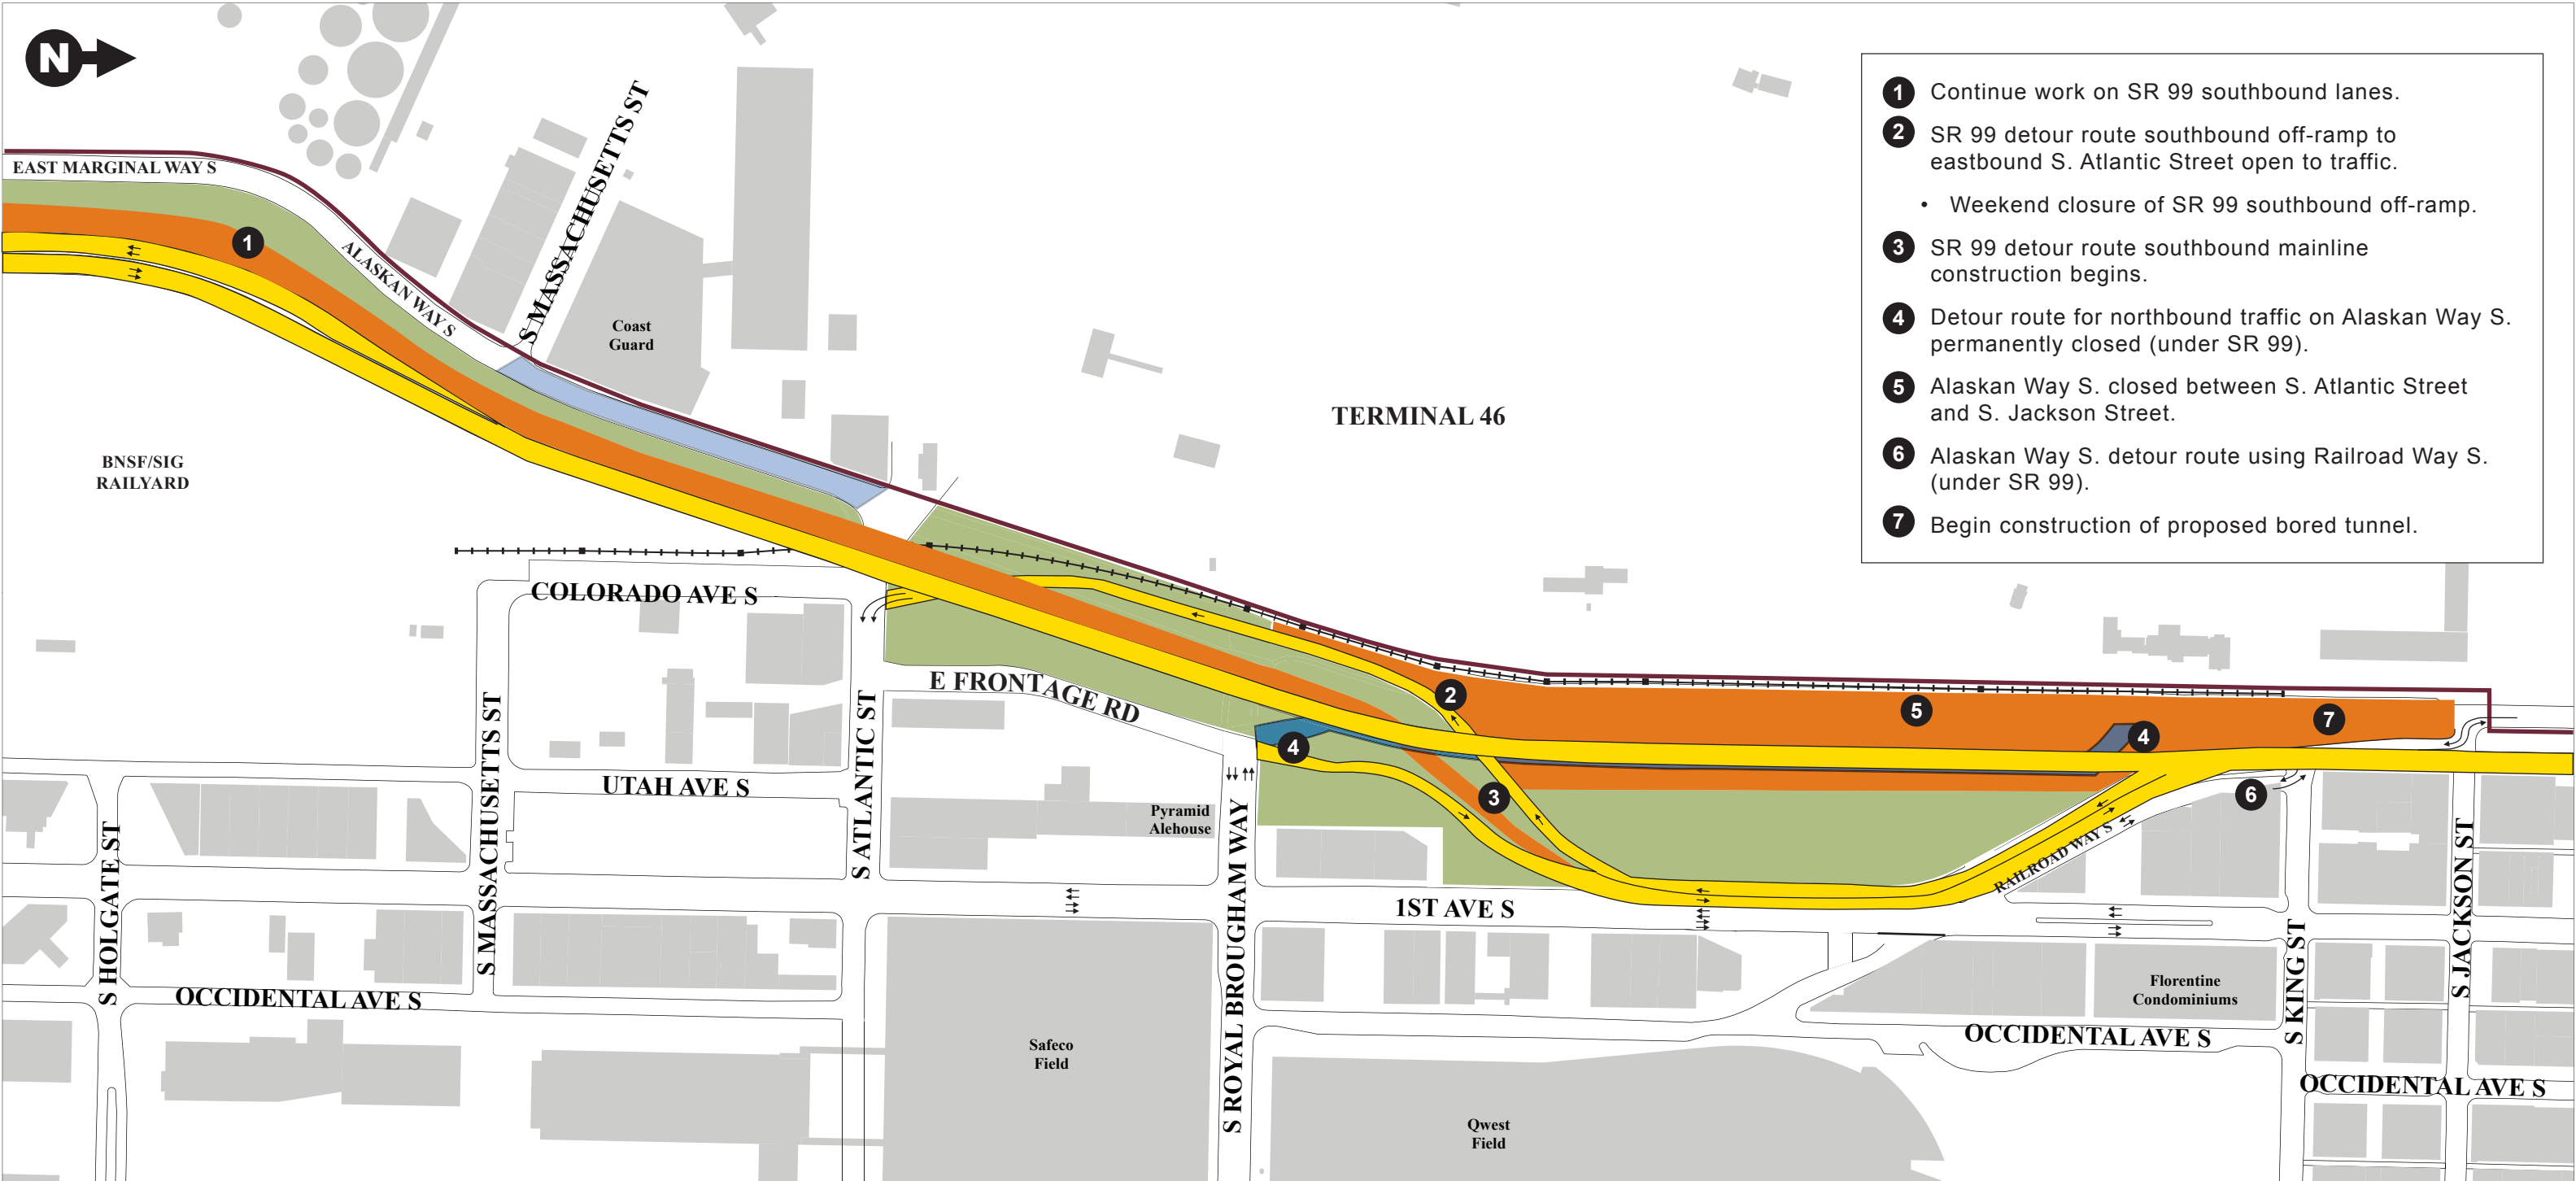 N
1 Continue work on SR 99 southbound lanes.
2 SR 99 detour route southbound off-ramp to
eastbound S. Atlantic Street open to traffic.
• Weekend closure of SR 99 southbound off-ramp.
3 SR 99 detour route southbound mainline
construction begins.
4 Detour route for northbound traffic on Alaskan Way S.
permanently closed (under SR 99).
5 Alaskan Way S. closed between S. Atlantic Street
and S. Jackson Street.
6 Alaskan Way S. detour route using Railroad Way S.
(under SR 99).
7 Begin construction of proposed bored tunnel.
EAST MARGINAL WAY S
1
ALASKAN WAY S
S MASSACHUSETTS ST
Coast
Guard
TERMINAL 46
BNSF/SIG
RAILYARD
COLORADO AVE S
E FRONTAGE RD
2
5
7
4
4
3
6
UTAH AVE S
Pyramid
Alehouse
S HOLGATE ST
S MASSACHUSETTS ST
S ATLANTIC ST
S ROYAL BROUGHAM WAY
RAILROAD WAY S
1ST AVE S
S KING ST
S JACKSON ST
OCCIDENTAL AVE S
Florentine
Condominiums
OCCIDENTAL AVE S
Safeco
Field
OCCIDENTAL AVE S
Qwest
Field